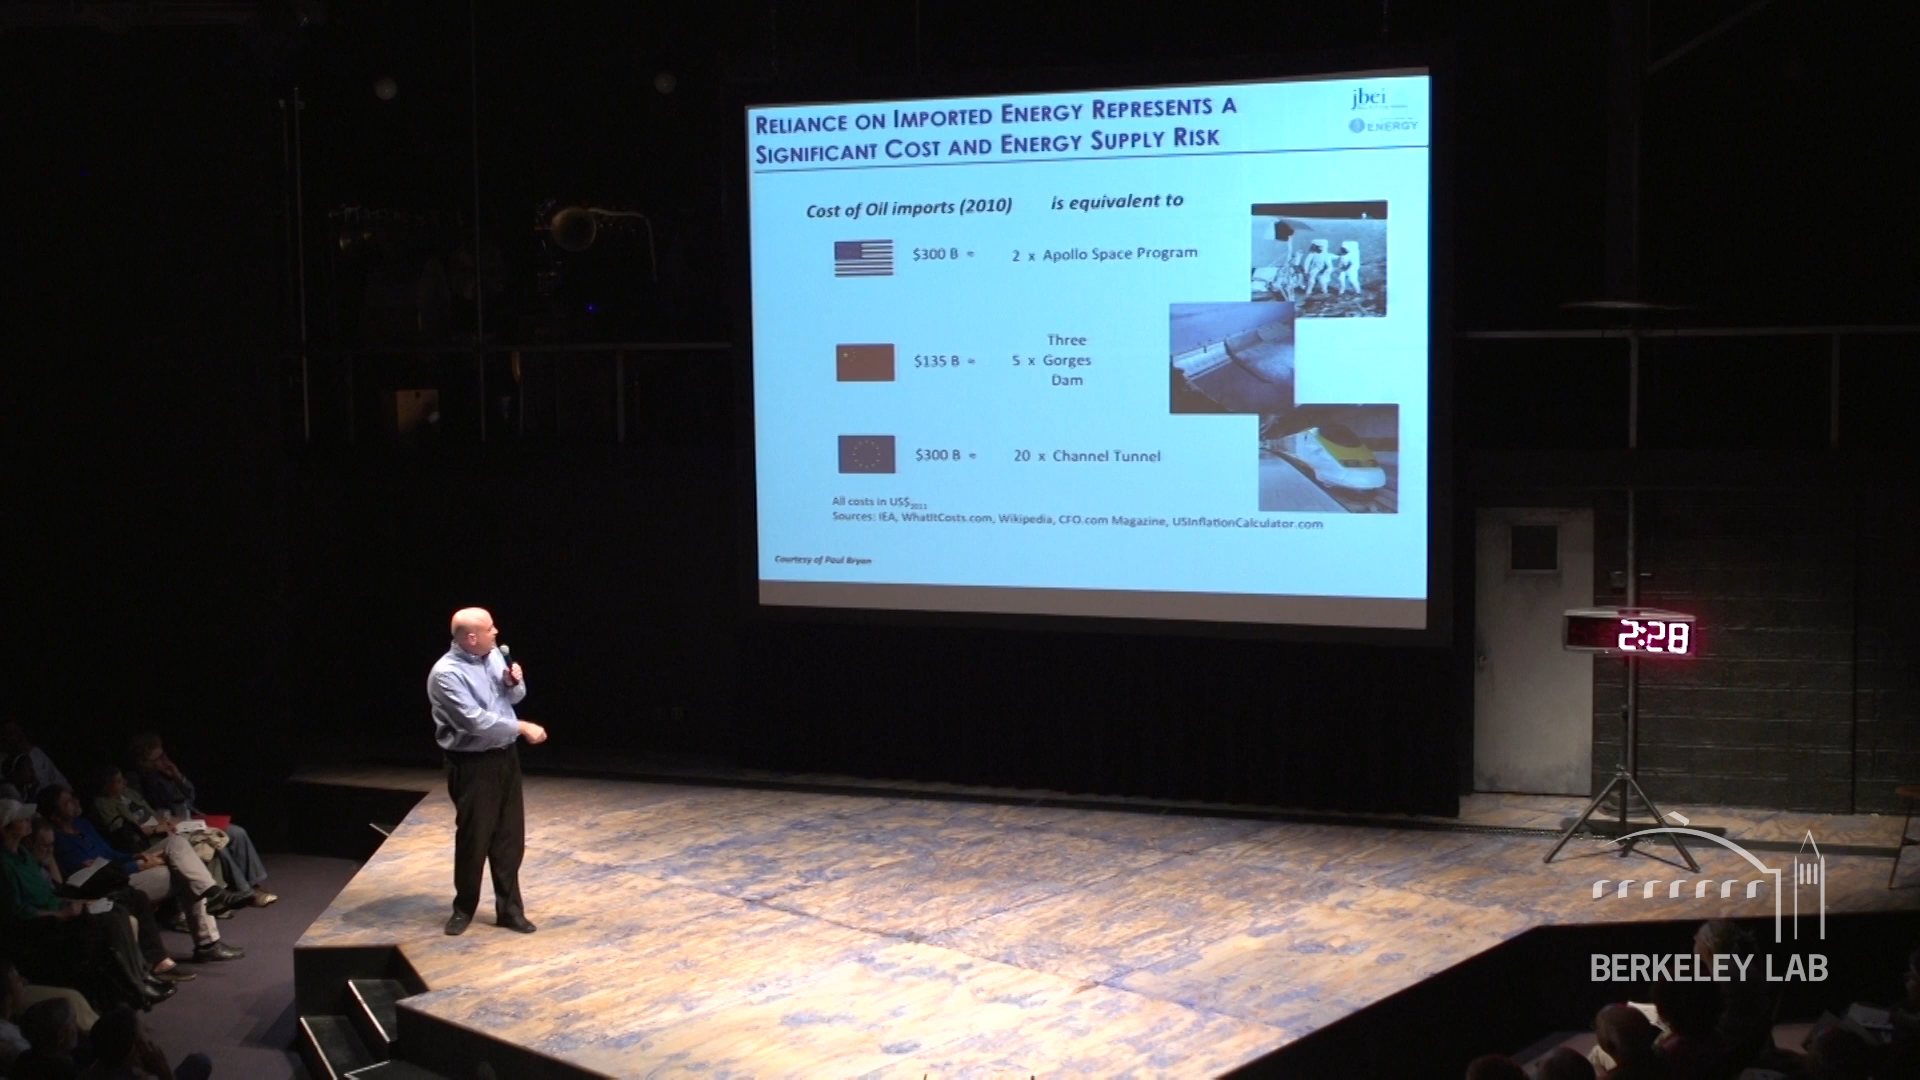 RELIANCE ON IMPORTED ENERGY REPRESENTS A
SIGNIFICANT COST AND ENERGY SUPPLY RISK
jbei
ENERGY
Cost of Oil imports (2010) is equivalent to
$300 B ≈ 2 x Apollo Space Program
$135 B ≈ 5 x Three
Gorges
Dam
$300 B ≈ 20 x Channel Tunnel
All costs in US$2011
Sources: IEA, WhatItCosts.com, Wikipedia, CFO.com Magazine, USInflationCalculator.com
Courtesy of Paul Bryan
2:28
BERKELEY LAB